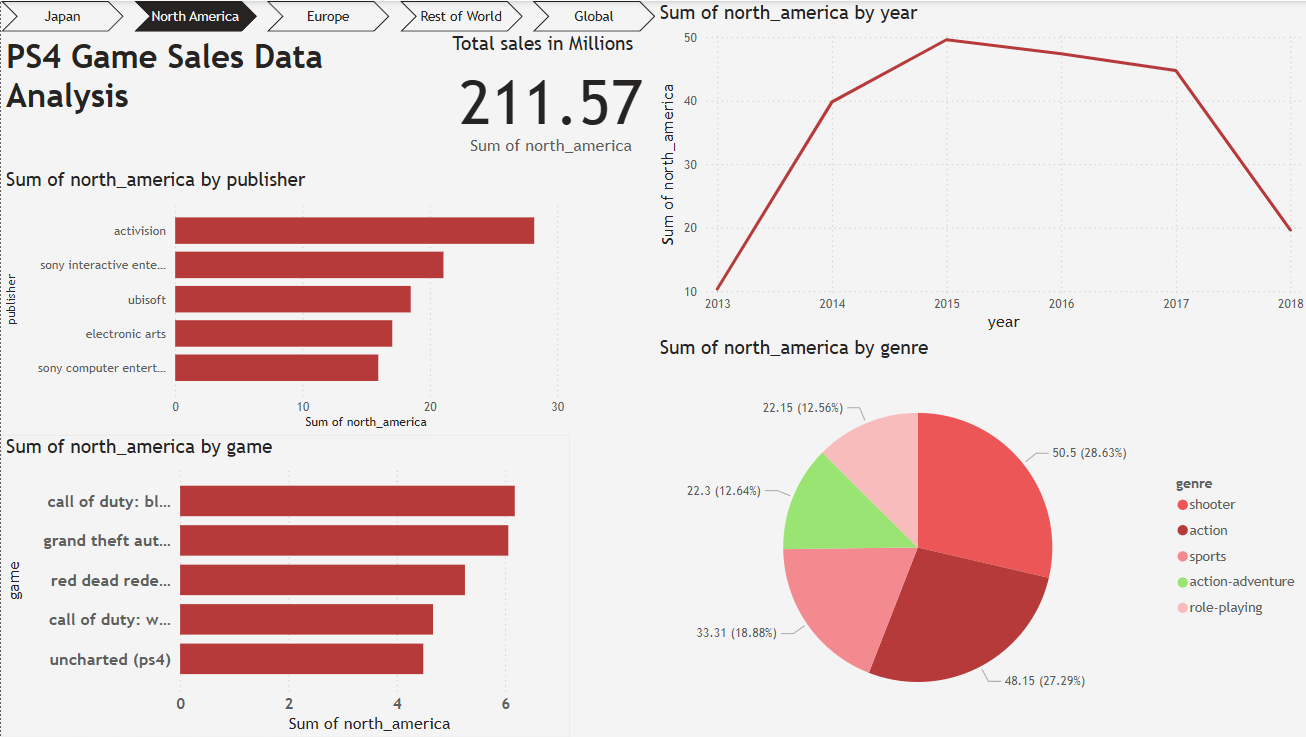 Japan
North America
Europe
Rest of World
Global
PS4 Game Sales Data
Analysis
Total sales in Millions
211.57
Sum of north_america
Sum of north_america by publisher
publisher
activision
sony interactive ente...
ubisoft
electronic arts
sony computer entert...
0 10 20 30
Sum of north_america
Sum of north_america by game
game
call of duty: bl...
grand theft aut...
red dead rede...
call of duty: w...
uncharted (ps4)
0 2 4 6
Sum of north_america
Sum of north_america by year
Sum of north_america
50
40
30
20
10
2013 2014 2015 2016 2017 2018
year
Sum of north_america by genre
22.15 (12.56%)
50.5 (28.63%)
22.3 (12.64%)
33.31 (18.88%)
48.15 (27.29%)
genre
shooter
action
sports
action-adventure
role-playing